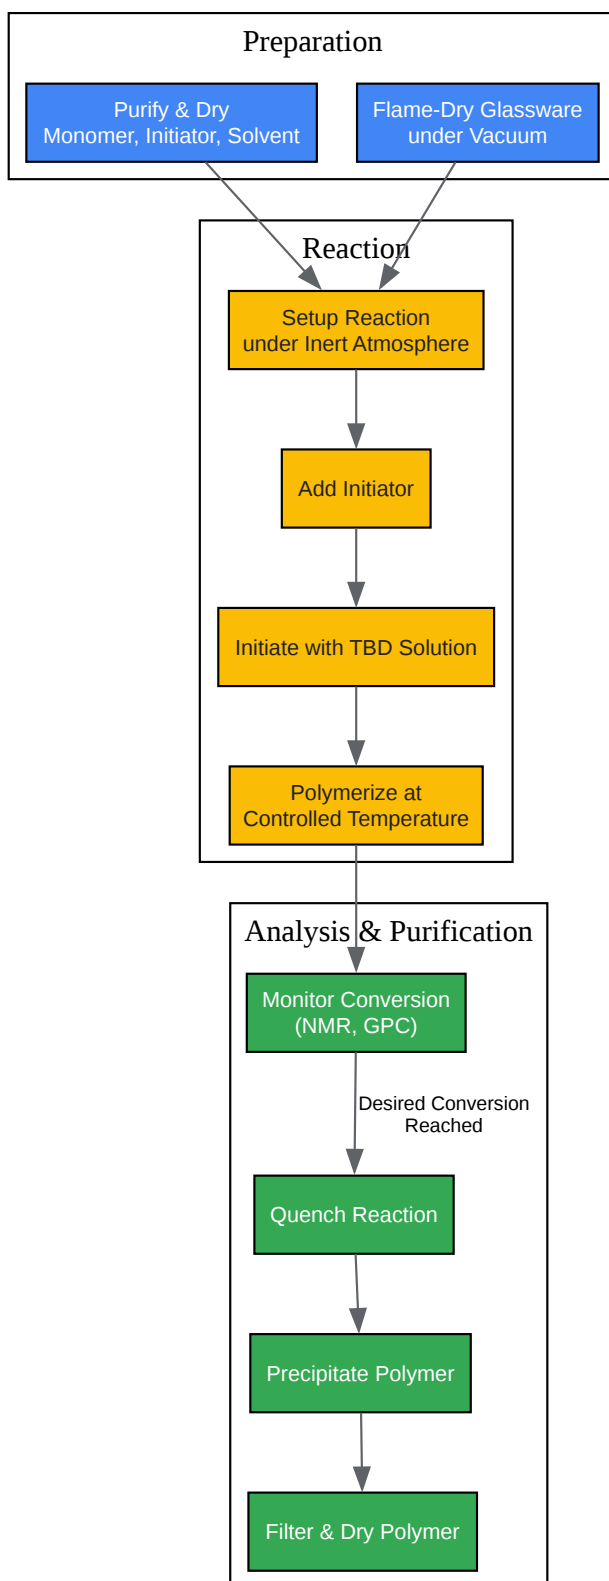 Preparation
Purify & Dry
Monomer, Initiator, Solvent
Flame-Dry Glassware
under Vacuum
Reaction
Setup Reaction
under Inert Atmosphere
Add Initiator
Initiate with TBD Solution
Polymerize at
Controlled Temperature
Analysis & Purification
Monitor Conversion
(NMR, GPC)
Desired Conversion
Reached
Quench Reaction
Precipitate Polymer
Filter & Dry Polymer